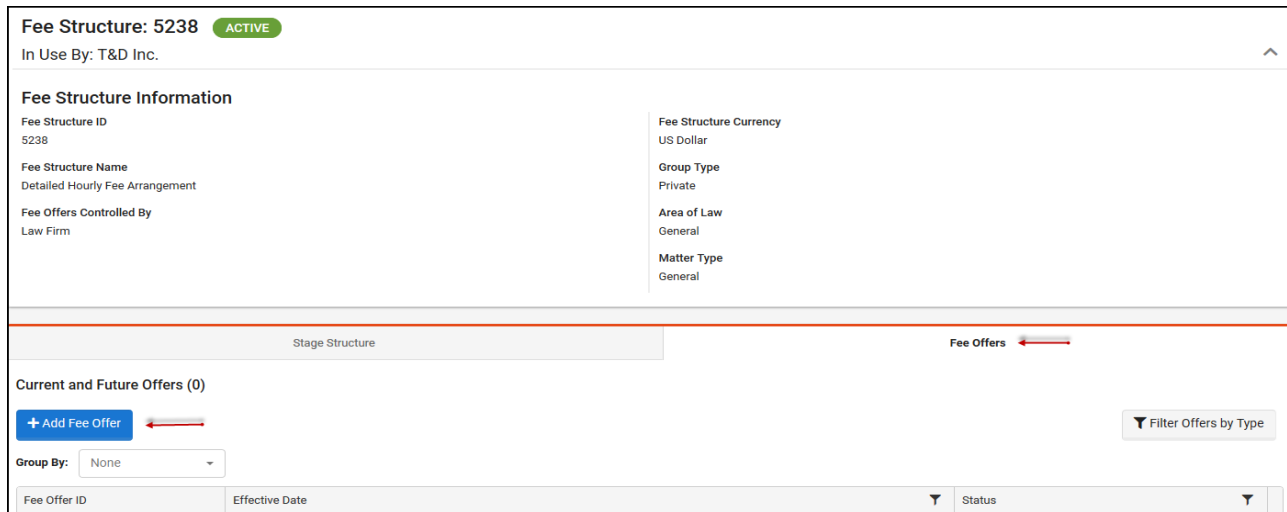 Fee Structure: 5238 ACTIVE
In Use By: T&D Inc.
Fee Structure Information
Fee Structure ID
5238
Fee Structure Name
Detailed Hourly Fee Arrangement
Fee Offers Controlled By
Law Firm
Fee Structure Currency
US Dollar
Group Type
Private
Area of Law
General
Matter Type
General
Stage Structure
Fee Offers
Current and Future Offers (0)
+ Add Fee Offer
Filter Offers by Type
Group By: None
Fee Offer ID Effective Date Status